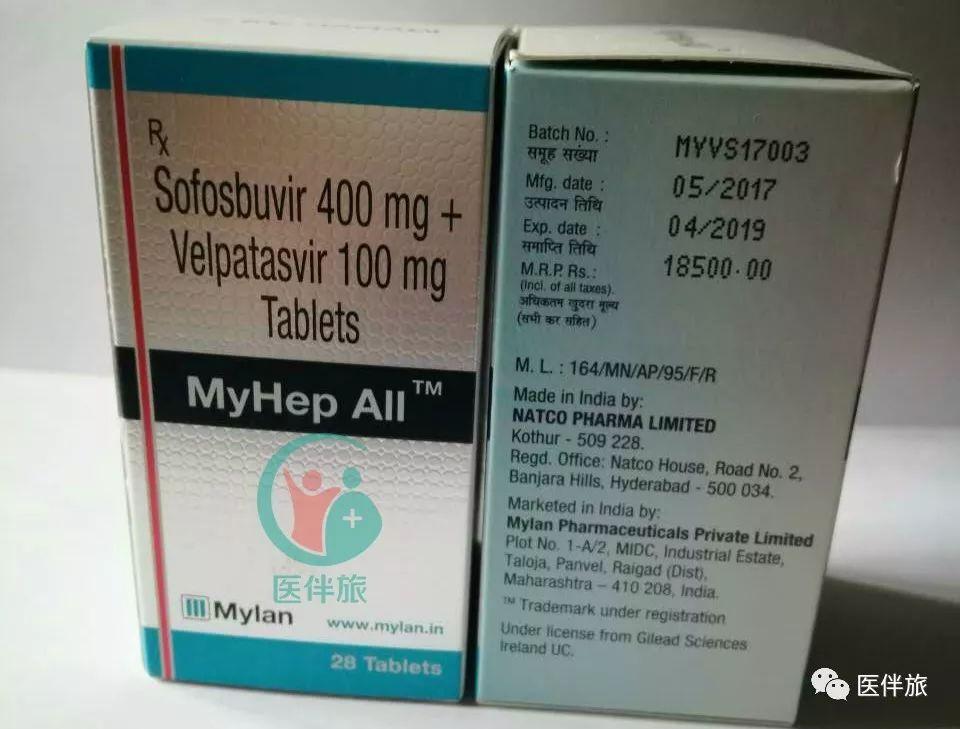 Rx
Sofosbuvir 400 mg +
Velpatasvir 100 mg
Tablets
MyHep All™
医伴旅
Mylan
www.mylan.in
28 Tablets
Batch No. : MYVS17003
समूह संख्या
Mfg. date : 05/2017
उत्पादन तिथि
Exp. date : 04/2019
समाप्ति तिथि
M.R.P. Rs.: 18500.00
(Incl. of all taxes).
अधिकतम खुदरा मूल्य
(सभी कर सहित)
M. L. : 164/MN/AP/95/F/R
Made in India by:
NATCO PHARMA LIMITED
Kothur - 509 228.
Regd. Office: Natco House, Road No. 2,
Banjara Hills, Hyderabad - 500 034.
Marketed in India by:
Mylan Pharmaceuticals Private Limited
Plot No. 1-A/2, MIDC, Industrial Estate,
Taloja, Panvel, Raigad (Dist),
Maharashtra – 410 208, India.
™ Trademark under registration
Under license from Gilead Sciences
Ireland UC.
医伴旅